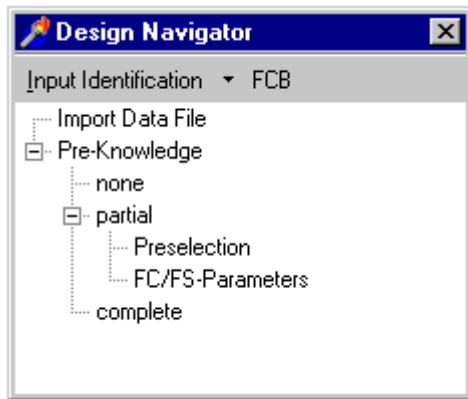 Design Navigator
Input Identification FCB
Import Data File
Pre-Knowledge
none
partial
Preselection
FC/FS-Parameters
complete